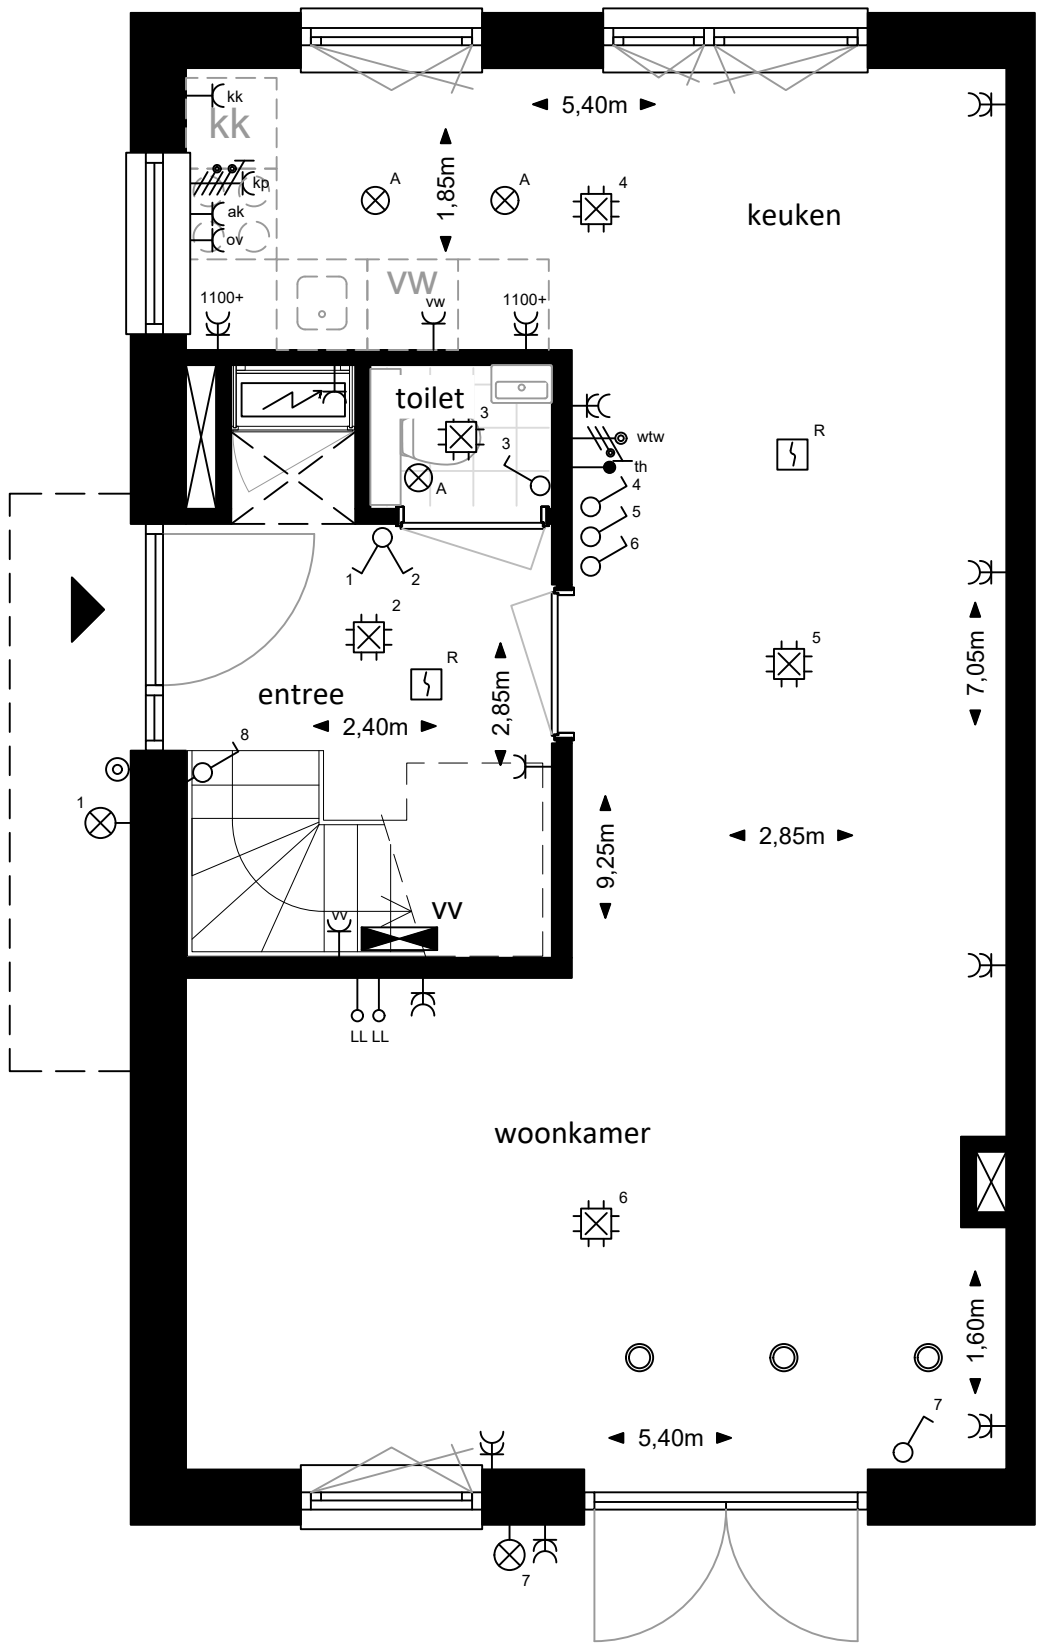 kk
kk
5,40m
1,85m
A
A
4
keuken
kp
ak
ov
vw
1100+
vw
1100+
toilet
3
3
A
wtw
th
R
4
5
6
1
2
2
R
5
entree
2,40m
2,85m
7,05m
8
1
9,25m
2,85m
vv
vv
LL LL
woonkamer
6
1,60m
7
5,40m
7